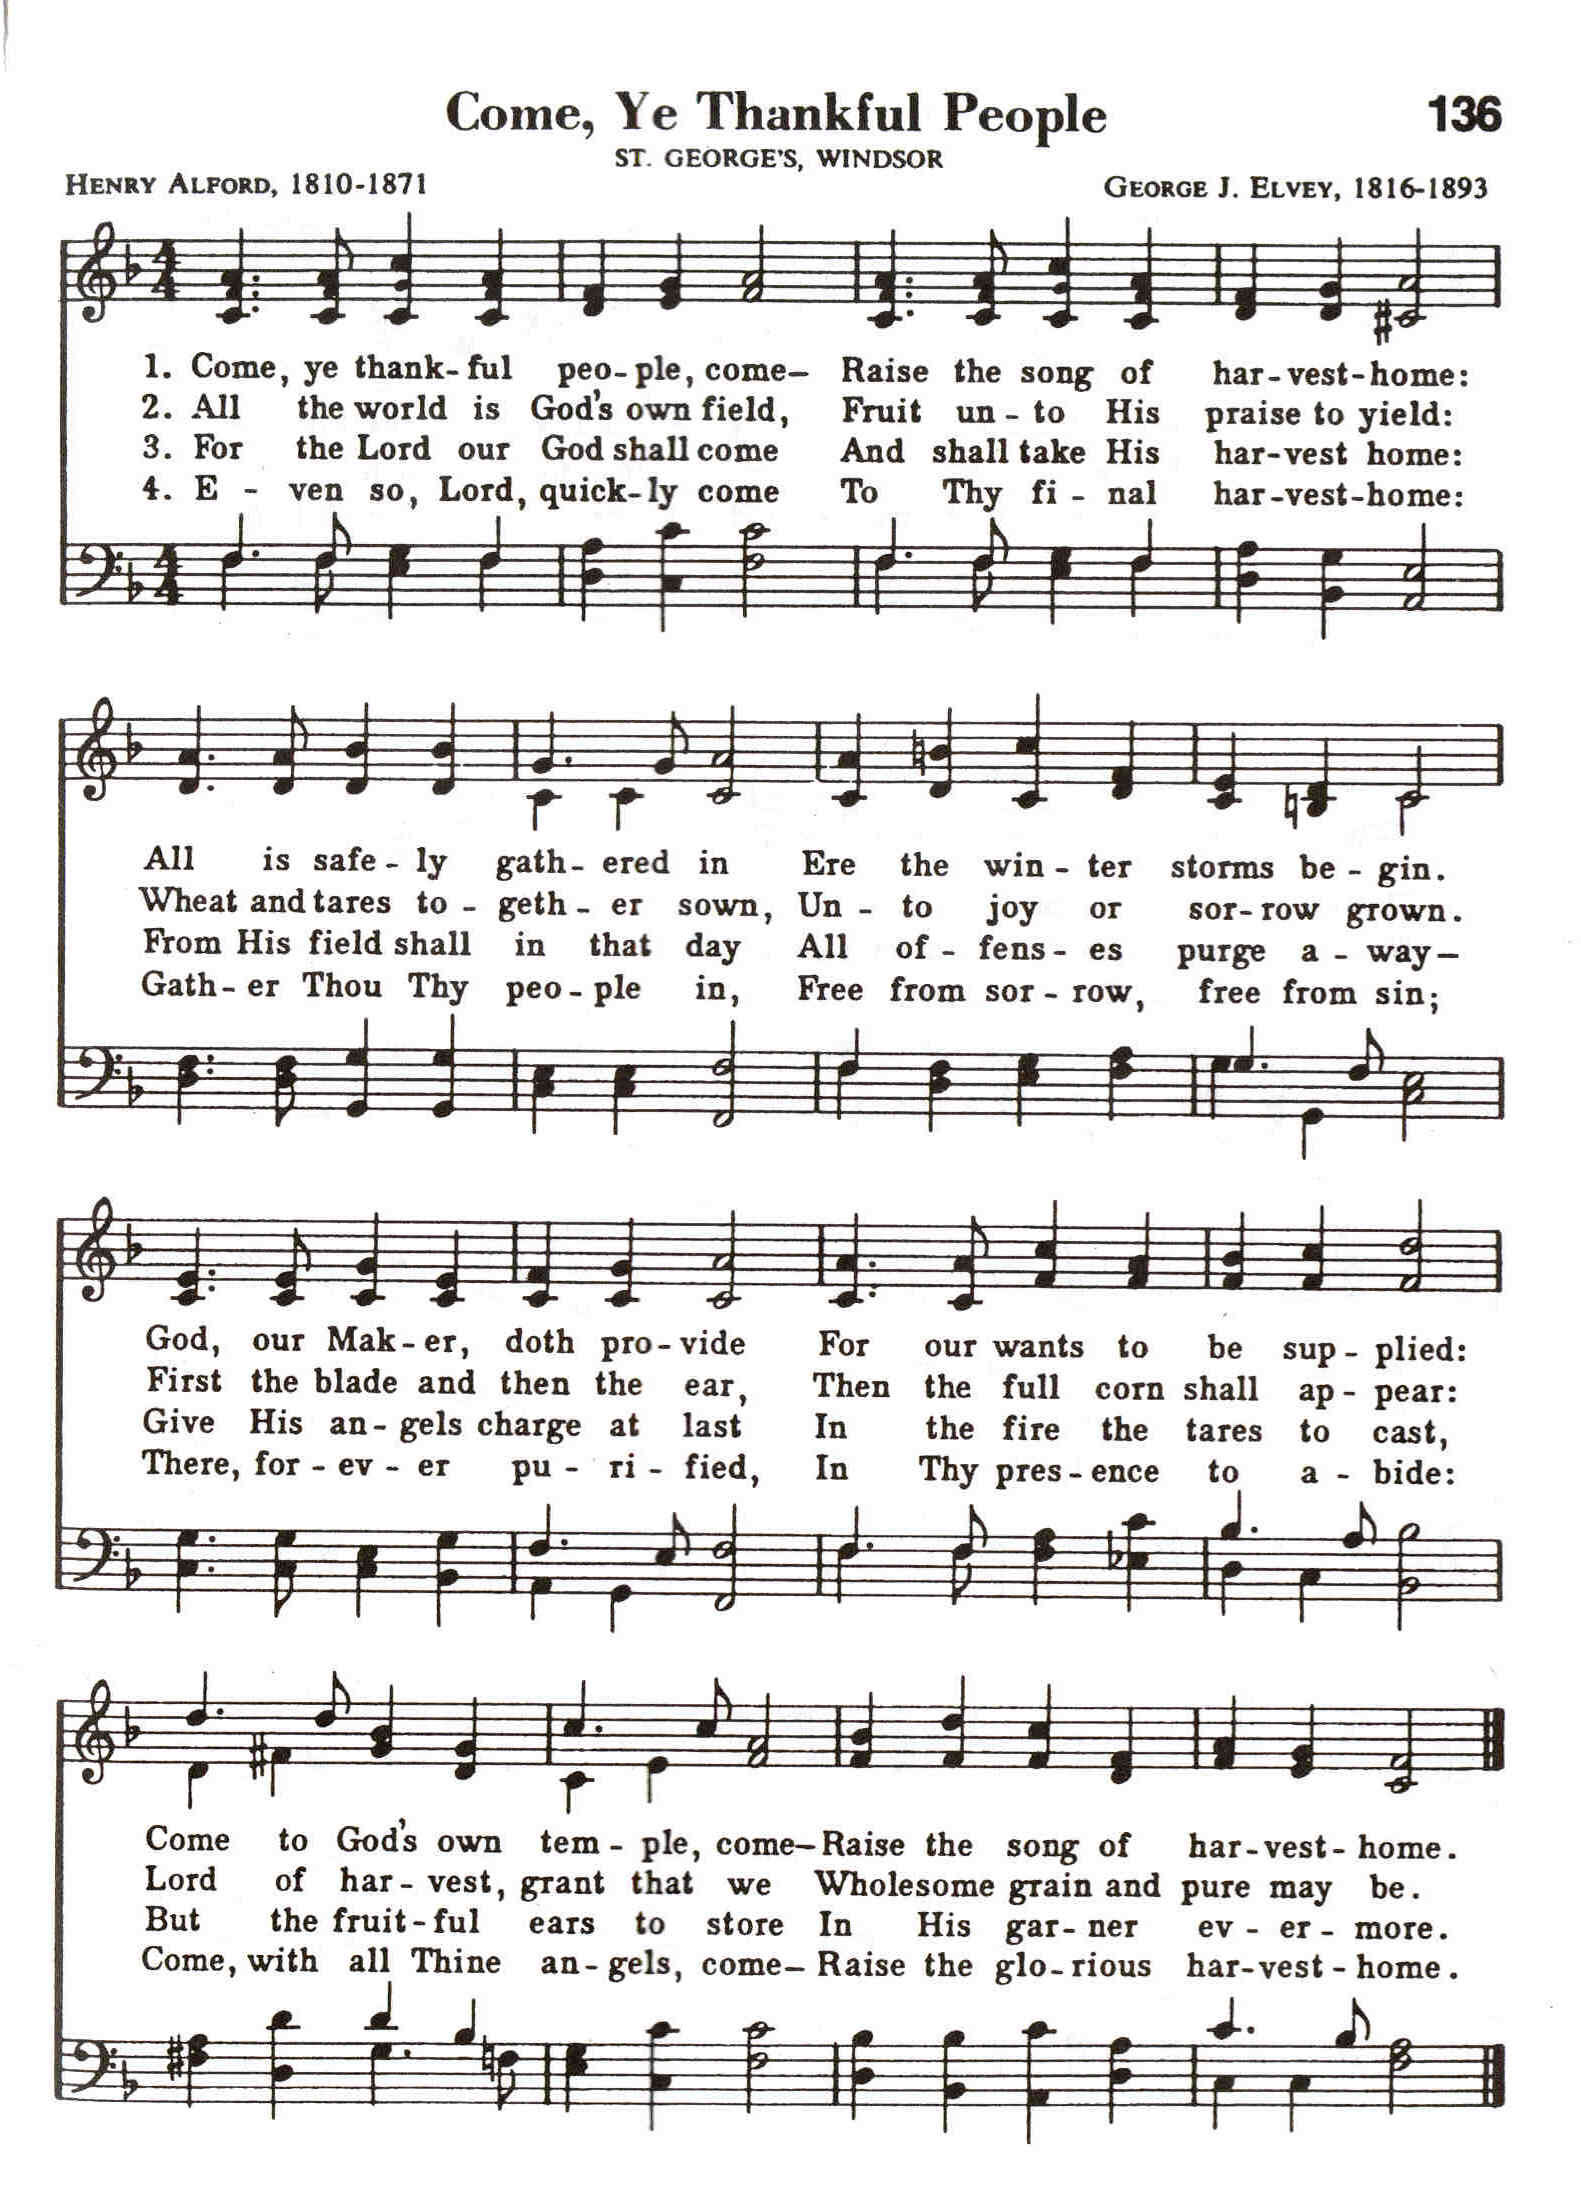 Come, Ye Thankful People 136
ST. GEORGE'S, WINDSOR
HENRY ALFORD, 1810-1871 GEORGE J. ELVEY, 1816-1893
1. Come, ye thank-ful peo-ple, come— Raise the song of har-vest-home:
2. All the world is God's own field, Fruit un-to His praise to yield:
3. For the Lord our God shall come And shall take His har-vest home:
4. E-ven so, Lord, quick-ly come To Thy fi-nal har-vest-home:
All is safe-ly gath-ered in Ere the win-ter storms be-gin.
Wheat and tares to-geth-er sown, Un-to joy or sor-row grown.
From His field shall in that day All of-fens-es purge a-way—
Gath-er Thou Thy peo-ple in, Free from sor-row, free from sin;
God, our Mak-er, doth pro-vide For our wants to be sup-plied:
First the blade and then the ear, Then the full corn shall ap-pear:
Give His an-gels charge at last In the fire the tares to cast,
There, for-ev-er pu-ri-fied, In Thy pres-ence to a-bide:
Come to God's own tem-ple, come—Raise the song of har-vest-home.
Lord of har-vest, grant that we Wholesome grain and pure may be.
But the fruit-ful ears to store In His gar-ner ev-er-more.
Come, with all Thine an-gels, come—Raise the glo-rious har-vest-home.